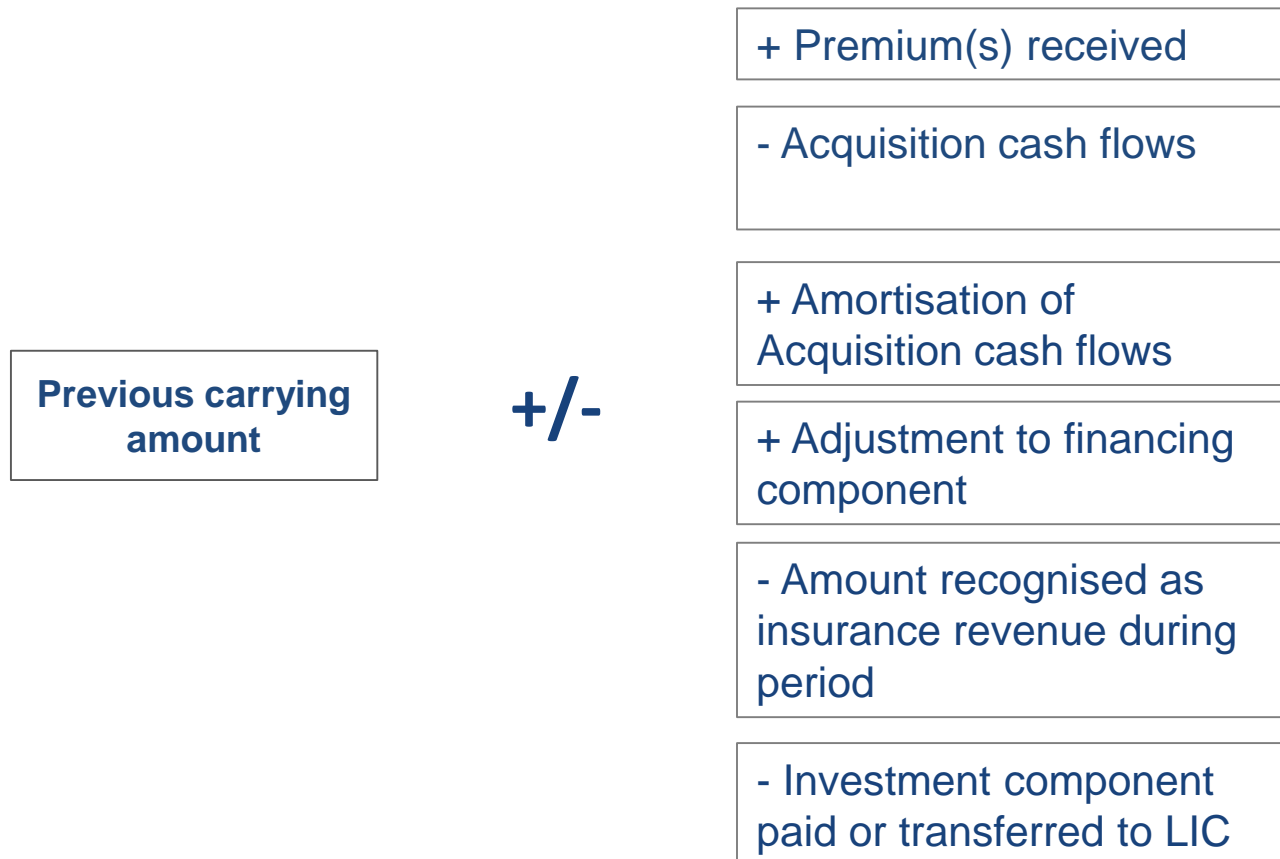 + Premium(s) received
- Acquisition cash flows
+ Amortisation of
Acquisition cash flows
Previous carrying
amount
+/-
+ Adjustment to financing
component
- Amount recognised as
insurance revenue during
period
- Investment component
paid or transferred to LIC